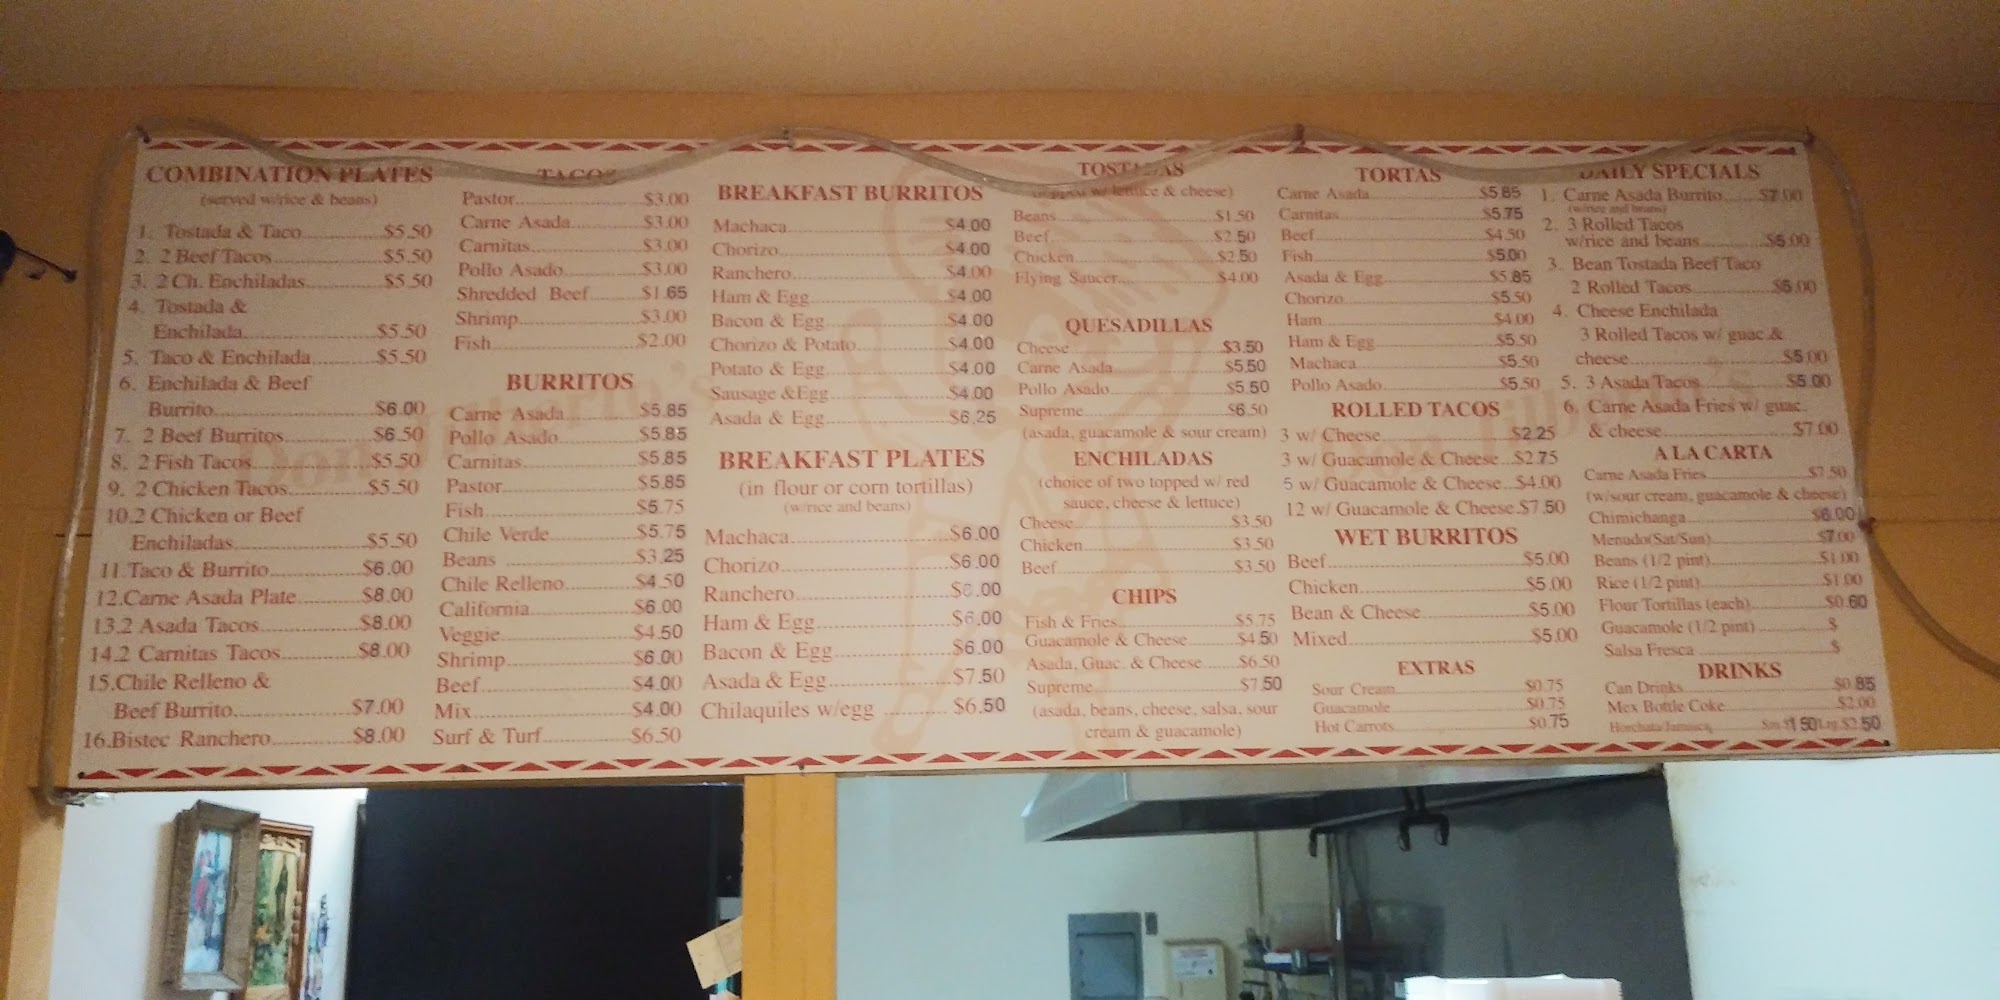 COMBINATION PLATES
(served w/rice & beans)
1. Tostada & Taco $5.50
2. 2 Beef Tacos $5.50
3. 2 Ch. Enchiladas $5.50
4. Tostada &
Enchilada $5.50
5. Taco & Enchilada $5.50
6. Enchilada & Beef
Burrito $6.00
7. 2 Beef Burritos $6.50
8. 2 Fish Tacos $5.50
9. 2 Chicken Tacos $5.50
10.2 Chicken or Beef
Enchiladas $5.50
11.Taco & Burrito $6.00
12.Carne Asada Plate $8.00
13.2 Asada Tacos $8.00
14.2 Carnitas Tacos $8.00
15.Chile Relleno &
Beef Burrito $7.00
16.Bistec Ranchero $8.00
TACOS
Pastor $3.00
Carne Asada $3.00
Carnitas $3.00
Pollo Asado $3.00
Shredded Beef $1.65
Shrimp $3.00
Fish $2.00
BURRITOS
Carne Asada $5.85
Pollo Asado $5.85
Carnitas $5.85
Pastor $5.85
Fish $5.75
Chile Verde $5.75
Beans $3.25
Chile Relleno $4.50
California $6.00
Veggie $4.50
Shrimp $6.00
Beef $4.00
Mix $4.00
Surf & Turf $6.50
BREAKFAST BURRITOS
Machaca $4.00
Chorizo $4.00
Ranchero $4.00
Ham & Egg $4.00
Bacon & Egg $4.00
Chorizo & Potato $4.00
Potato & Egg $4.00
Sausage &Egg $4.00
Asada & Egg $6.25
BREAKFAST PLATES
(in flour or corn tortillas)
(w/rice and beans)
Machaca $6.00
Chorizo $6.00
Ranchero $6.00
Ham & Egg $6.00
Bacon & Egg $6.00
Asada & Egg $7.50
Chilaquiles w/egg $6.50
TOSTADAS
w/ lettuce & cheese)
Beans $1.50
Beef $2.50
Chicken $2.50
Flying Saucer $4.00
QUESADILLAS
Cheese $3.50
Carne Asada $5.50
Pollo Asado $5.50
Supreme $6.50
(asada, guacamole & sour cream)
ENCHILADAS
(choice of two topped w/ red
sauce, cheese & lettuce)
Cheese $3.50
Chicken $3.50
Beef $3.50
CHIPS
Fish & Fries $5.75
Guacamole & Cheese $4.50
Asada, Guac. & Cheese $6.50
Supreme $7.50
(asada, beans, cheese, salsa, sour
cream & guacamole)
TORTAS
Carne Asada $5.85
Carnitas $5.75
Beef $4.50
Fish $5.00
Asada & Egg $5.85
Chorizo $5.50
Ham $4.00
Ham & Egg $5.50
Machaca $5.50
Pollo Asado $5.50
ROLLED TACOS
3 w/ Cheese $2.25
3 w/ Guacamole & Cheese $2.75
5 w/ Guacamole & Cheese $4.00
12 w/ Guacamole & Cheese $7.50
WET BURRITOS
Beef $5.00
Chicken $5.00
Bean & Cheese $5.00
Mixed $5.00
EXTRAS
Sour Cream $0.75
Guacamole $0.75
Hot Carrots $0.75
DAILY SPECIALS
1. Carne Asada Burrito $7.00
(w/rice and beans)
2. 3 Rolled Tacos
w/rice and beans $5.00
3. Bean Tostada Beef Taco
2 Rolled Tacos $5.00
4. Cheese Enchilada
3 Rolled Tacos w/ guac.&
cheese $5.00
5. 3 Asada Tacos $5.00
6. Carne Asada Fries w/ guac.
& cheese $7.00
A LA CARTA
Carne Asada Fries $7.50
(w/sour cream, guacamole & cheese)
Chimichanga $6.00
Menudo(Sat/Sun) $7.00
Beans (1/2 pint) $1.00
Rice (1/2 pint) $1.00
Flour Tortillas (each) $0.60
Guacamole (1/2 pint) $
Salsa Fresca $
DRINKS
Can Drinks $0.85
Mex Bottle Coke $2.00
Horchata/Jamaica Sm $1.50 Lrg $2.50